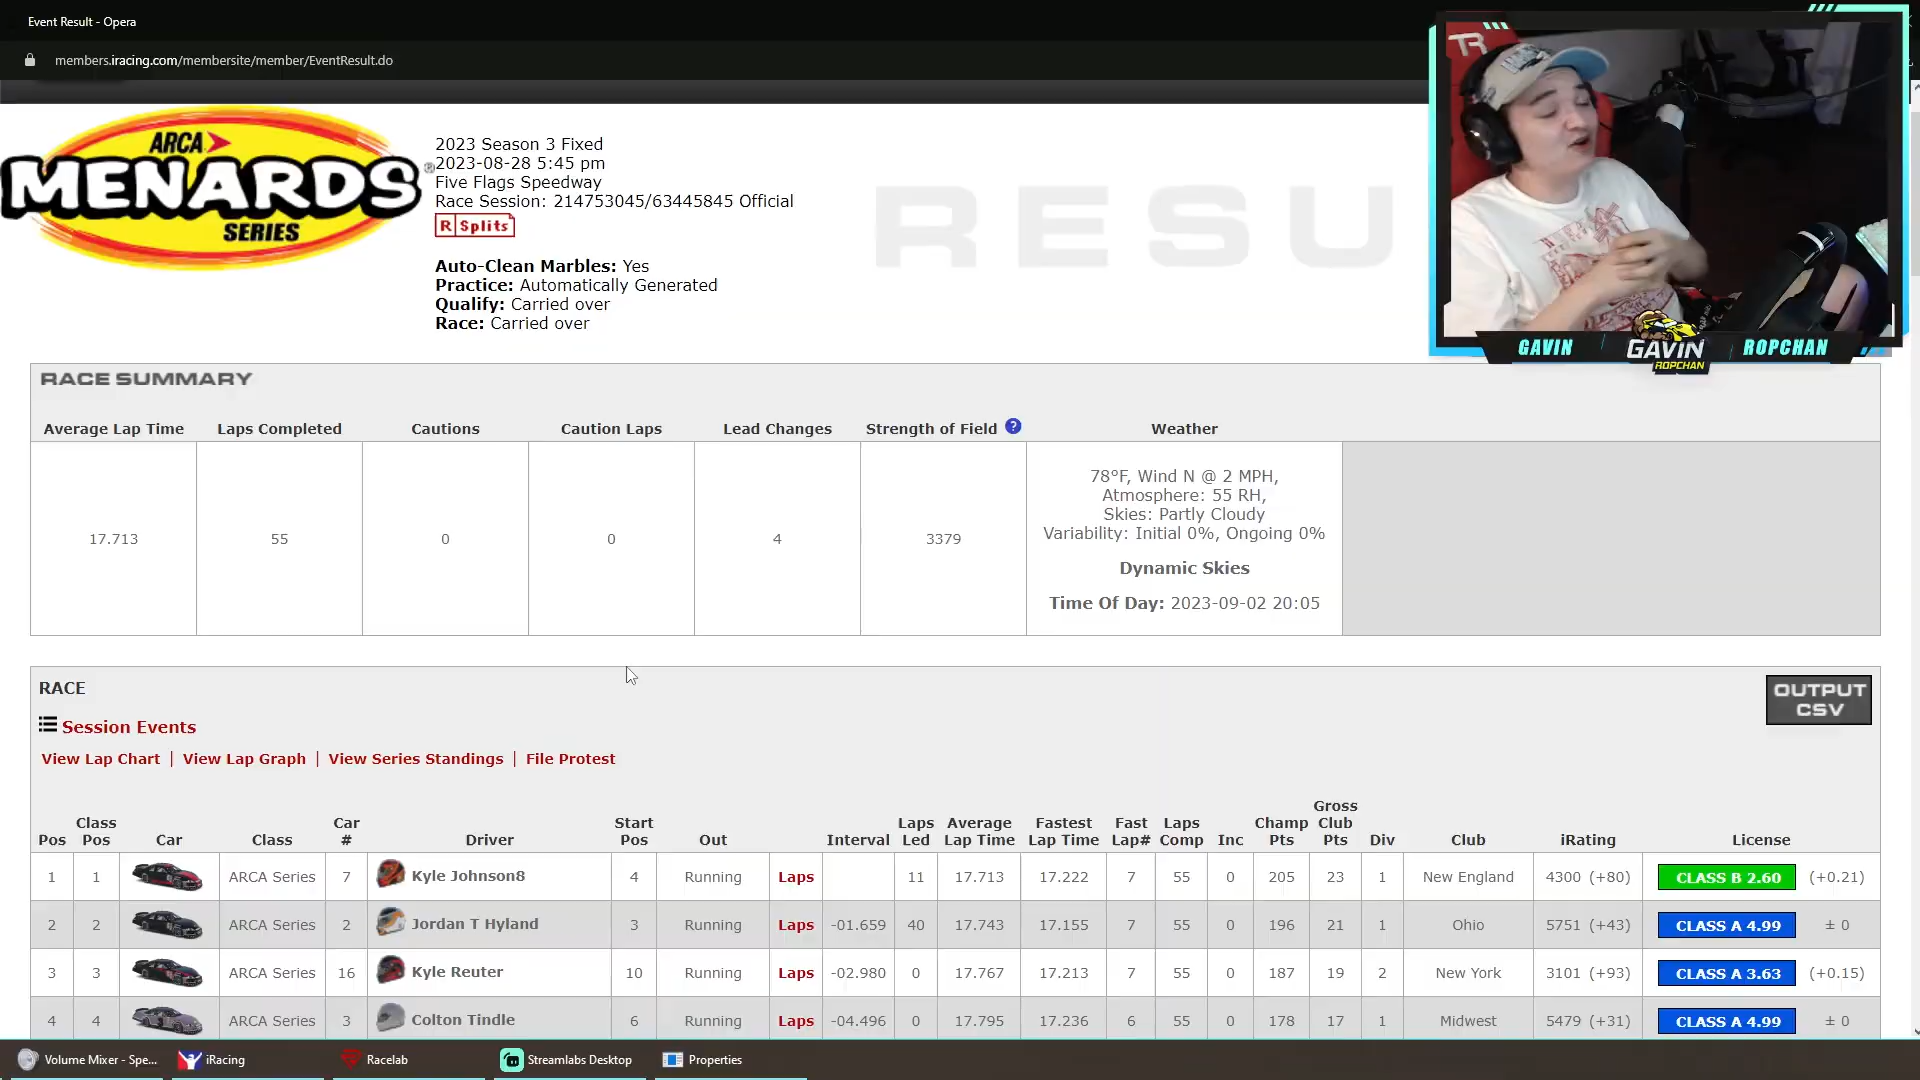 Event Result - Opera
members.iracing.com/membersite/member/EventResult.do
ARCA
MENARDS®
SERIES
2023 Season 3 Fixed
2023-08-28 5:45 pm
Five Flags Speedway
Race Session: 214753045/63445845 Official
R Splits
Auto-Clean Marbles: Yes
Practice: Automatically Generated
Qualify: Carried over
Race: Carried over
RESU
TR
GAVIN
GAVIN
ROPCHAN
ROPCHAN
RACE SUMMARY
Average Lap Time Laps Completed Cautions Caution Laps Lead Changes Strength of Field ? Weather
17.713 55 0 0 4 3379
78°F, Wind N @ 2 MPH,
Atmosphere: 55 RH,
Skies: Partly Cloudy
Variability: Initial 0%, Ongoing 0%
Dynamic Skies
Time Of Day: 2023-09-02 20:05
RACE
OUTPUT
CSV
Session Events
View Lap Chart | View Lap Graph | View Series Standings | File Protest
Pos Class Pos Car Class Car # Driver Start Pos Out Interval Laps Led Average Lap Time Fastest Lap Time Fast Lap# Laps Comp Inc Champ Pts Gross Club Pts Div Club iRating License
1 1 ARCA Series 7 Kyle Johnson8 4 Running Laps 11 17.713 17.222 7 55 0 205 23 1 New England 4300 (+80) CLASS B 2.60 (+0.21)
2 2 ARCA Series 2 Jordan T Hyland 3 Running Laps -01.659 40 17.743 17.155 7 55 0 196 21 1 Ohio 5751 (+43) CLASS A 4.99 ± 0
3 3 ARCA Series 16 Kyle Reuter 10 Running Laps -02.980 0 17.767 17.213 7 55 0 187 19 2 New York 3101 (+93) CLASS A 3.63 (+0.15)
4 4 ARCA Series 3 Colton Tindle 6 Running Laps -04.496 0 17.795 17.236 6 55 0 178 17 1 Midwest 5479 (+31) CLASS A 4.99 ± 0
Volume Mixer - Spe... iRacing Racelab Streamlabs Desktop Properties